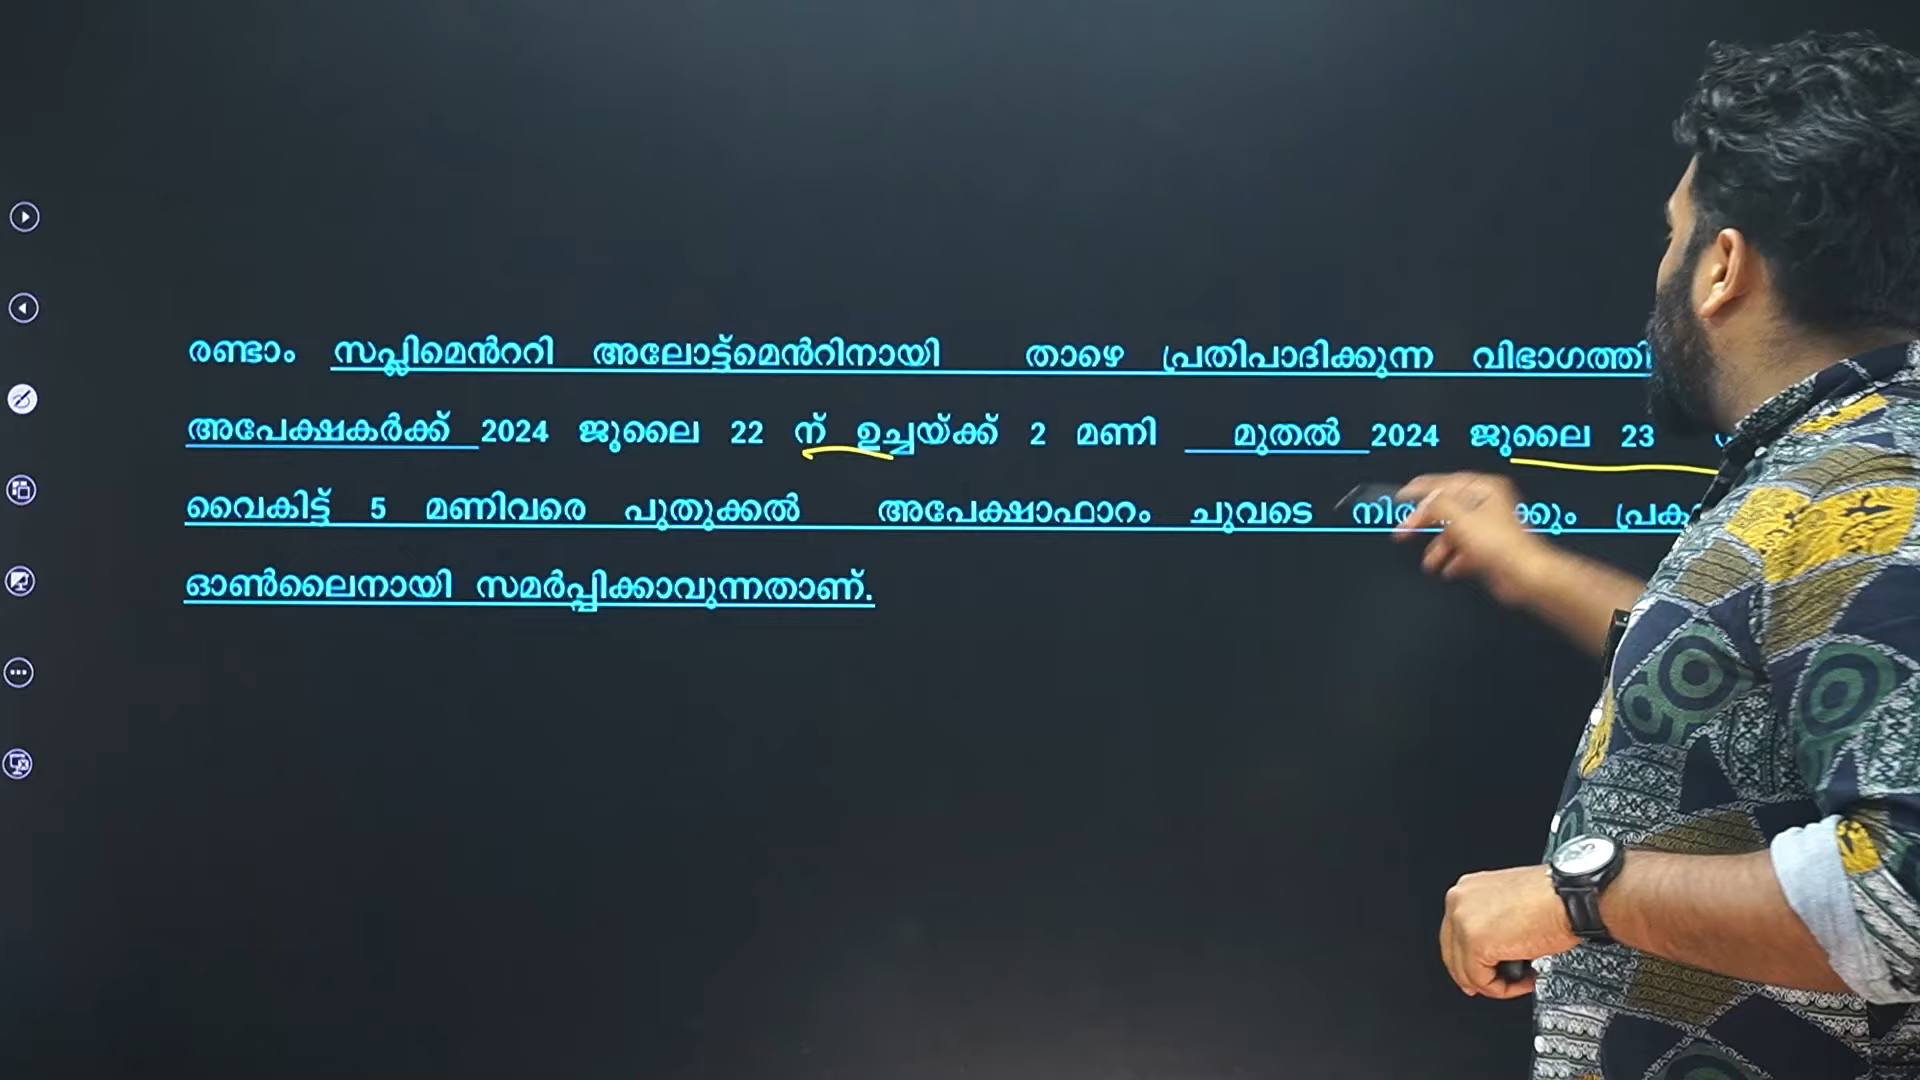 രണ്ടാം സപ്ലിമെൻററി അലോട്ട്മെൻറിനായി താഴെ പ്രതിപാദിക്കുന്ന
അപേക്ഷകർക്ക് 2024 ജൂലൈ 22 ന് ഉച്ചയ്ക്ക് 2 മണി മുതൽ 2024 ജൂലൈ 23
വൈകിട്ട് 5 മണിവരെ പുതുക്കൽ അപേക്ഷാഫാറം ചുവടെ
ഓൺലൈനായി സമർപ്പിക്കാവുന്നതാണ്.